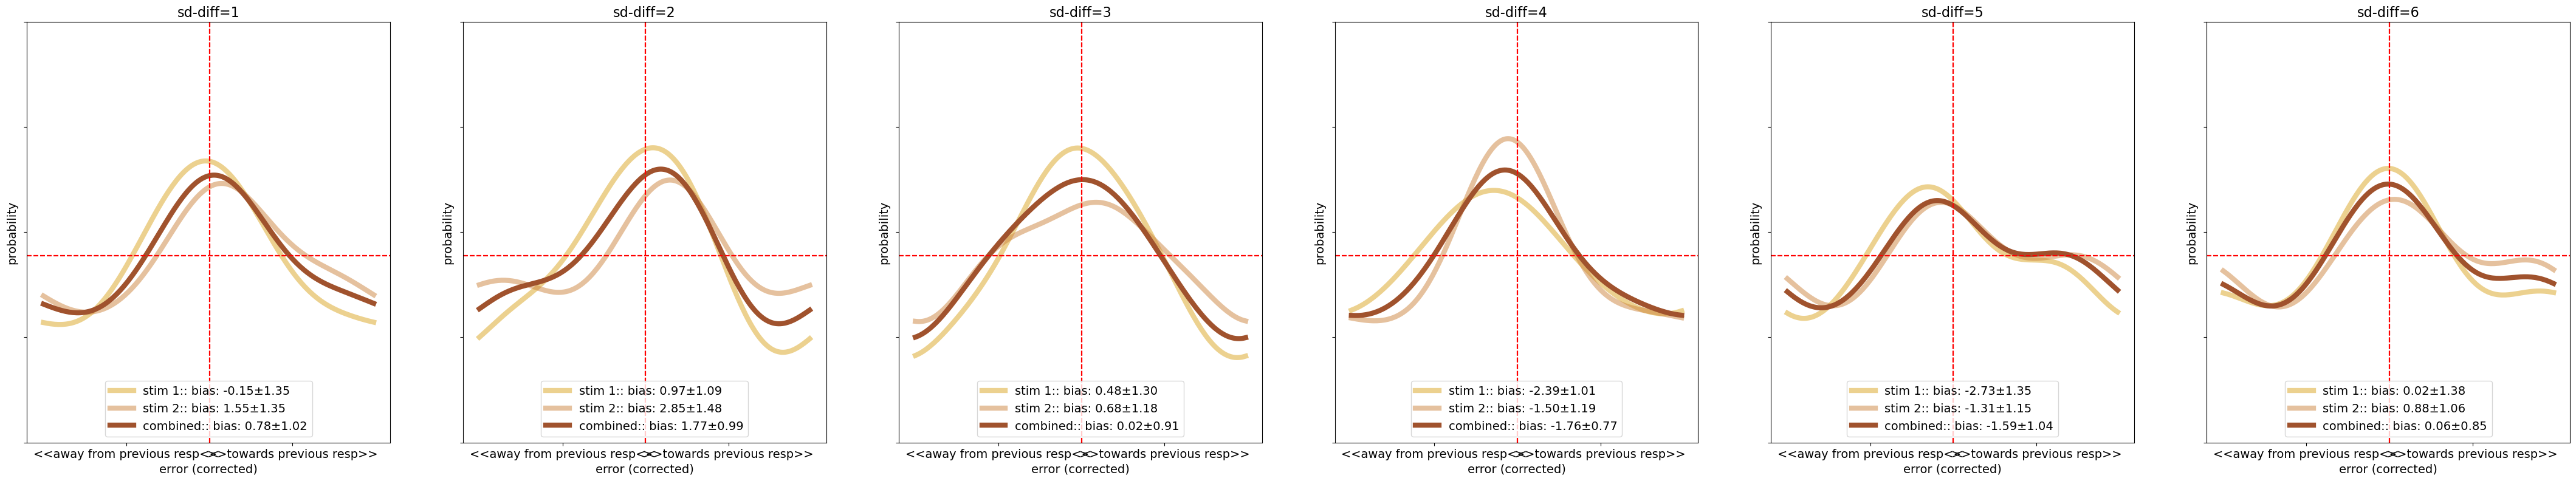 sd-diff=1
probability
stim 1:: bias: -0.15±1.35
stim 2:: bias: 1.55±1.35
combined:: bias: 0.78±1.02
<<away from previous resp<×>towards previous resp>>
error (corrected)
sd-diff=2
probability
stim 1:: bias: 0.97±1.09
stim 2:: bias: 2.85±1.48
combined:: bias: 1.77±0.99
<<away from previous resp<×>towards previous resp>>
error (corrected)
sd-diff=3
probability
stim 1:: bias: 0.48±1.30
stim 2:: bias: 0.68±1.18
combined:: bias: 0.02±0.91
<<away from previous resp<×>towards previous resp>>
error (corrected)
sd-diff=4
probability
stim 1:: bias: -2.39±1.01
stim 2:: bias: -1.50±1.19
combined:: bias: -1.76±0.77
<<away from previous resp<×>towards previous resp>>
error (corrected)
sd-diff=5
probability
stim 1:: bias: -2.73±1.35
stim 2:: bias: -1.31±1.15
combined:: bias: -1.59±1.04
<<away from previous resp<×>towards previous resp>>
error (corrected)
sd-diff=6
probability
stim 1:: bias: 0.02±1.38
stim 2:: bias: 0.88±1.06
combined:: bias: 0.06±0.85
<<away from previous resp<×>towards previous resp>>
error (corrected)